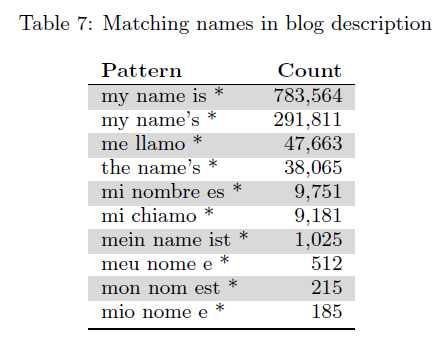 Table 7: Matching names in blog description
Pattern Count
my name is * 783,564
my name's * 291,811
me llamo * 47,663
the name's * 38,065
mi nombre es * 9,751
mi chiamo * 9,181
mein name ist * 1,025
meu nome e * 512
mon nom est * 215
mio nome e * 185